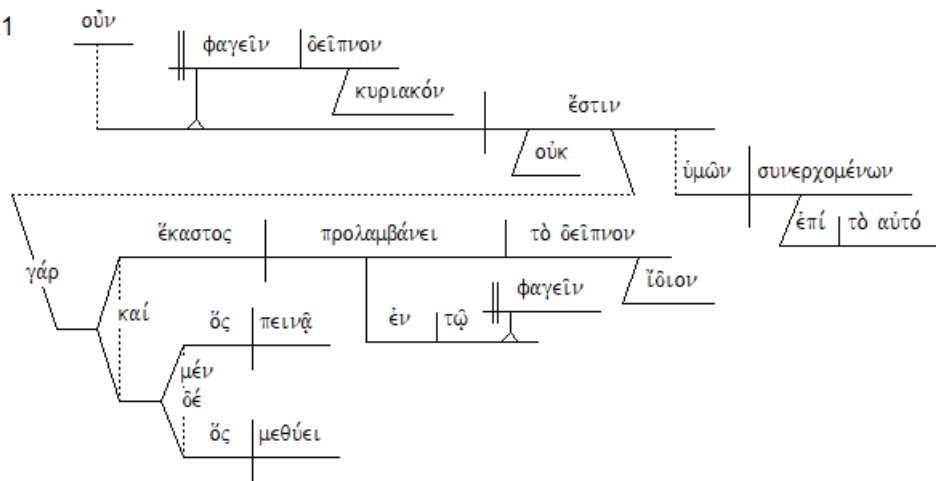 1 οὖν
φαγεῖν δεῖπνον
κυριακόν ἔστιν
οὐκ
ὑμῶν συνερχομένων
ἐπί τὸ αὐτό
ἕκαστος προλαμβάνει τὸ δεῖπνον
γάρ φαγεῖν ἴδιον
καί ὅς πεινᾷ ἐν τῷ
μέν
δέ
ὅς μεθύει